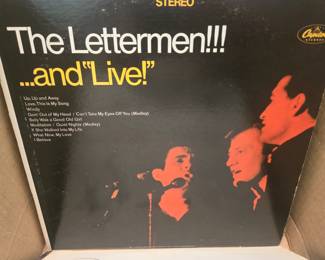 STEREO
Capitol
The Lettermen!!!
...and "Live!"
Up, Up and Away
Love, This is My Song
Windy
Goin' Out of My Head / Can't Take My Eyes Off You (Medley)
Sally Was a Good Old Girl
Meditation / Quiet Nights (Medley)
If She Walked Into My Life
What Now, My Love
I Believe